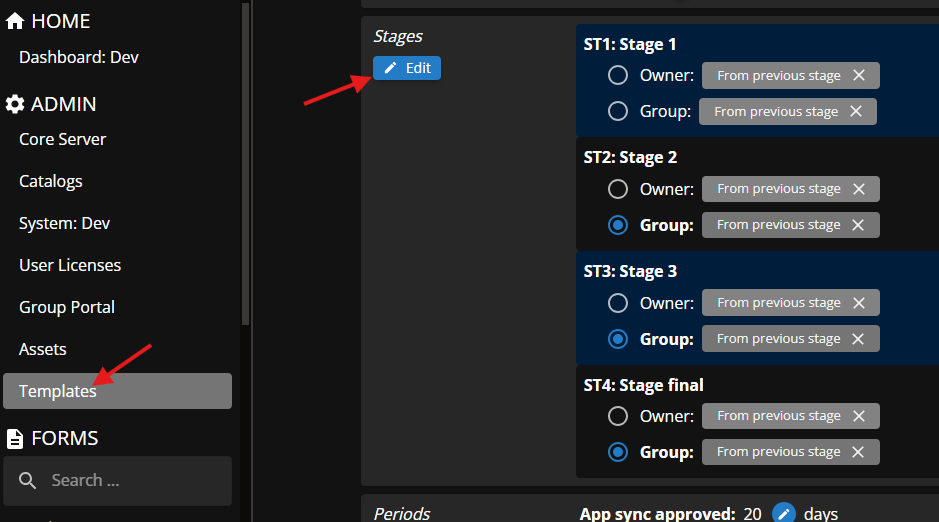 HOME
Dashboard: Dev
ADMIN
Core Server
Catalogs
System: Dev
User Licenses
Group Portal
Assets
Templates
FORMS
Search ...
Stages
Edit
ST1: Stage 1
Owner: From previous stage
Group: From previous stage
ST2: Stage 2
Owner: From previous stage
Group: From previous stage
ST3: Stage 3
Owner: From previous stage
Group: From previous stage
ST4: Stage final
Owner: From previous stage
Group: From previous stage
Periods
App sync approved: 20 days